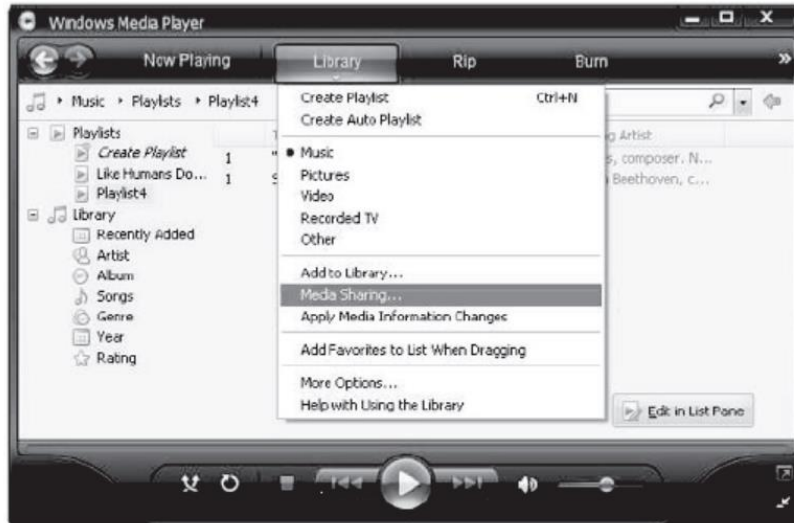 Windows Media Player
Now Playing Library Rip Burn »
Music Playlists Playlist4
Playlists
Create Playlist
Like Humans Do...
Playlist4
Library
Recently Added
Artist
Album
Songs
Genre
Year
Rating
1 "
1 S
Create Playlist Ctrl+N
Create Auto Playlist
Music
Pictures
Video
Recorded TV
Other
Add to Library...
Media Sharing...
Apply Media Information Changes
Add Favorites to List When Dragging
More Options...
Help with Using the Library
g Artist
s, composer. N...
Beethoven, c...
Edit in List Pane